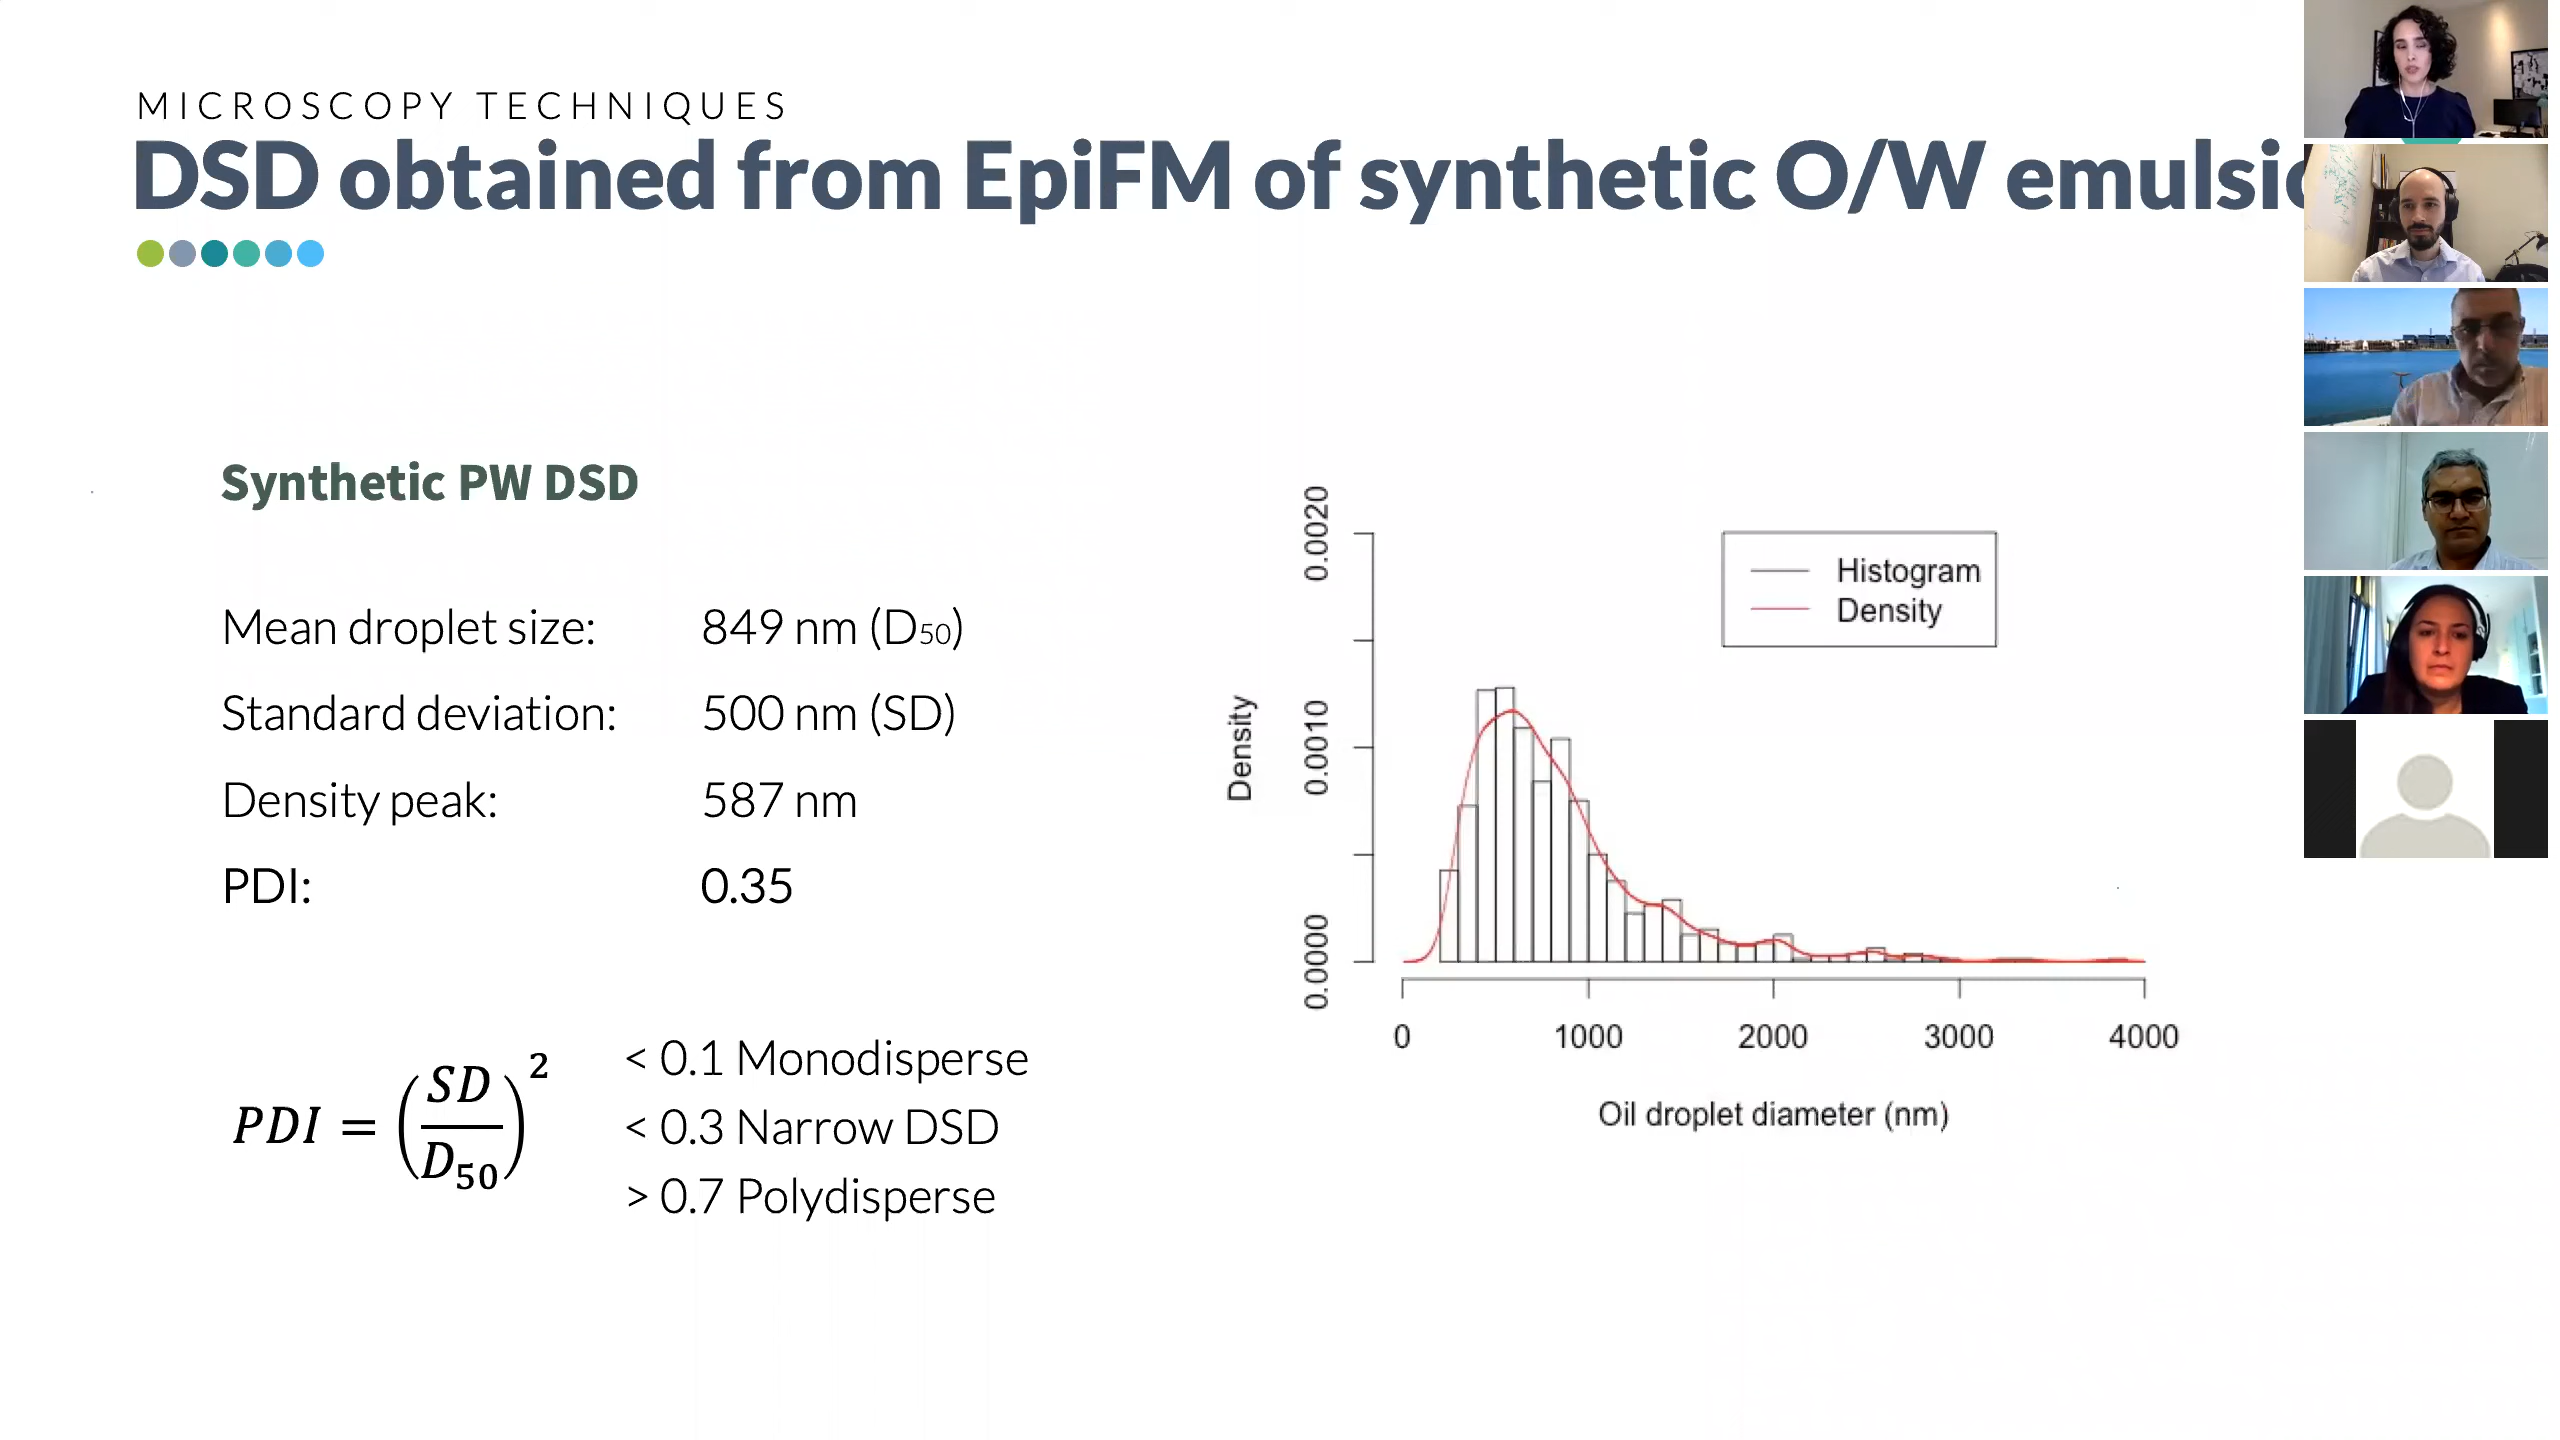 MICROSCOPY TECHNIQUES
DSD obtained from EpiFM of synthetic O/W emulsio
Synthetic PW DSD
Mean droplet size: 849 nm (D50)
Standard deviation: 500 nm (SD)
Density peak: 587 nm
PDI: 0.35
PDI = (SD/D50)^2
< 0.1 Monodisperse
< 0.3 Narrow DSD
> 0.7 Polydisperse
Histogram
Density
Density
0.0000 0.0010 0.0020
0 1000 2000 3000 4000
Oil droplet diameter (nm)